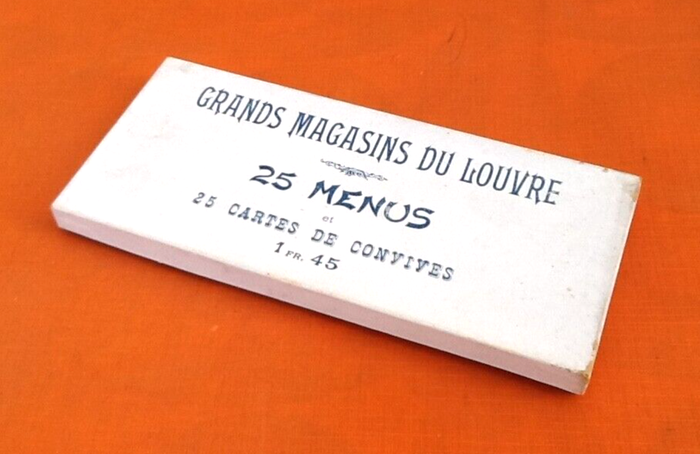 GRANDS MAGASINS DU LOUVRE
25 MENUS
et
25 CARTES DE CONVIVES
1 FR. 45